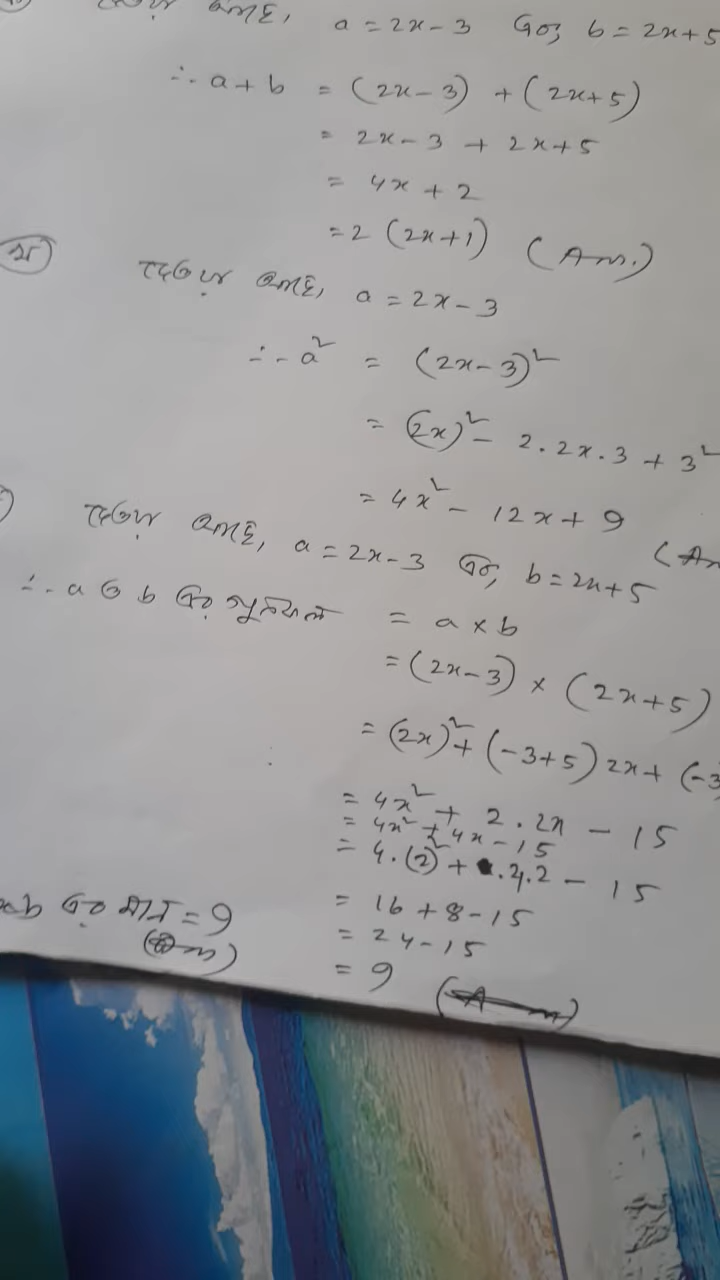 দেওয়া আছে, a = 2x - 3 এবং b = 2x + 5
∴ a + b = (2x - 3) + (2x + 5)
= 2x - 3 + 2x + 5
= 4x + 2
= 2 (2x + 1) (Ans.)
দেওয়া আছে, a = 2x - 3
∴ a² = (2x - 3)²
= (2x)² - 2.2x.3 + 3²
= 4x² - 12x + 9
দেওয়া আছে, a = 2x - 3 এবং b = 2x + 5
∴ a ও b এর গুণফল = a × b
= (2x - 3) × (2x + 5)
= (2x)² + (-3 + 5) 2x + (-3
= 4x² + 2.2x - 15
= 4x² + 4x - 15
= 4.(2)² + 4.2 - 15
= 16 + 8 - 15
= 24 - 15
= 9
এর মান = 9